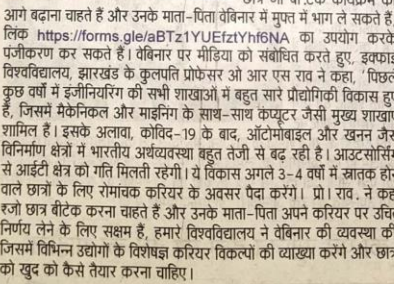 आगे बढ़ाना चाहते हैं और उनके माता-पिता वेबिनार में मुफ्त में भाग ले सकते हैं,
लिंक https://forms.gle/aBTz1YUEfztYhf6NA का उपयोग करके
पंजीकरण कर सकते हैं। वेबिनार पर मीडिया को संबोधित करते हुए, इक्फाई
विश्वविद्यालय, झारखंड के कुलपति प्रोफेसर ओ आर एस राव ने कहा, 'पिछले
कुछ वर्षों में इंजीनियरिंग की सभी शाखाओं में बहुत सारे प्रौद्योगिकी विकास हुए
हैं, जिसमें मैकेनिकल और माइनिंग के साथ-साथ कंप्यूटर जैसी मुख्य शाखाएं
शामिल हैं। इसके अलावा, कोविद-19 के बाद, ऑटोमोबाइल और खनन जैसे
विनिर्माण क्षेत्रों में भारतीय अर्थव्यवस्था बहुत तेजी से बढ़ रही है। आउटसोर्सिंग
से आईटी क्षेत्र को गति मिलती रहेगी। ये विकास अगले 3-4 वर्षों में स्नातक होने
वाले छात्रों के लिए रोमांचक करियर के अवसर पैदा करेंगे। प्रो। राव. ने कहा
श्जो छात्र बीटेक करना चाहते हैं और उनके माता-पिता अपने करियर पर उचित
निर्णय लेने के लिए सक्षम हैं, हमारे विश्वविद्यालय ने वेबिनार की व्यवस्था की
जिसमें विभिन्न उद्योगों के विशेषज्ञ करियर विकल्पों की व्याख्या करेंगे और छात्र
को खुद को कैसे तैयार करना चाहिए।